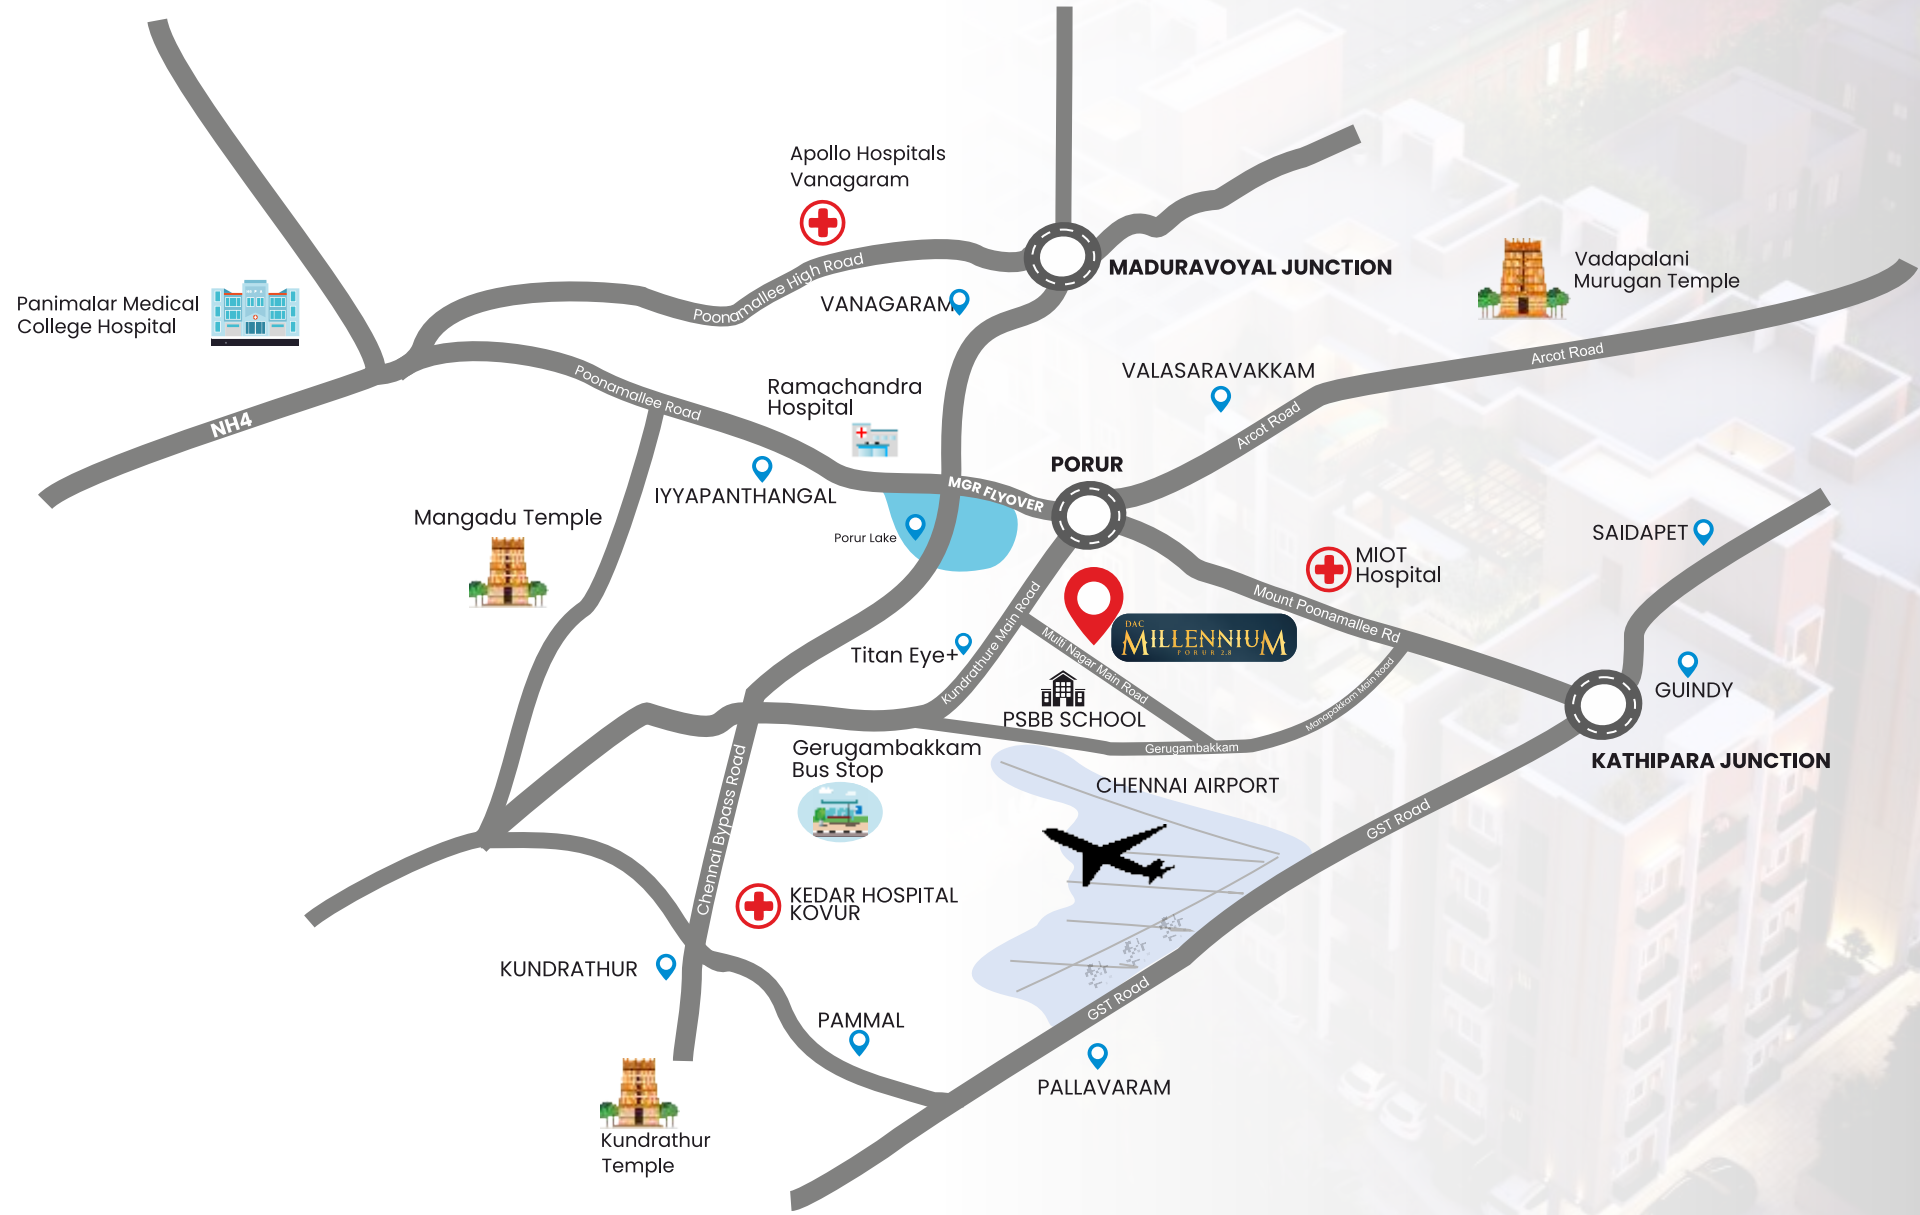 Apollo Hospitals
Vanagaram
MADURAVOYAL JUNCTION
Vadapalani
Murugan Temple
Panimalar Medical
College Hospital
Poonamallee High Road
VANAGARAM
NH4
Poonamallee Road
Ramachandra
Hospital
VALASARAVAKKAM
Arcot Road
Arcot Road
IYYAPANTHANGAL
MGR FLYOVER
PORUR
Mangadu Temple
Porur Lake
SAIDAPET
MIOT
Hospital
Mount Poonamallee Rd
DAC
MILLENNIUM
PORUR 2.8
Kundrathure Main Road
Multi Nagar Main Road
Titan Eye+
Manapakkam Main Road
GUINDY
PSBB SCHOOL
Gerugambakkam
KATHIPARA JUNCTION
Gerugambakkam
Bus Stop
CHENNAI AIRPORT
Chennai Bypass Road
GST Road
KEDAR HOSPITAL
KOVUR
KUNDRATHUR
GST Road
PAMMAL
PALLAVARAM
Kundrathur
Temple